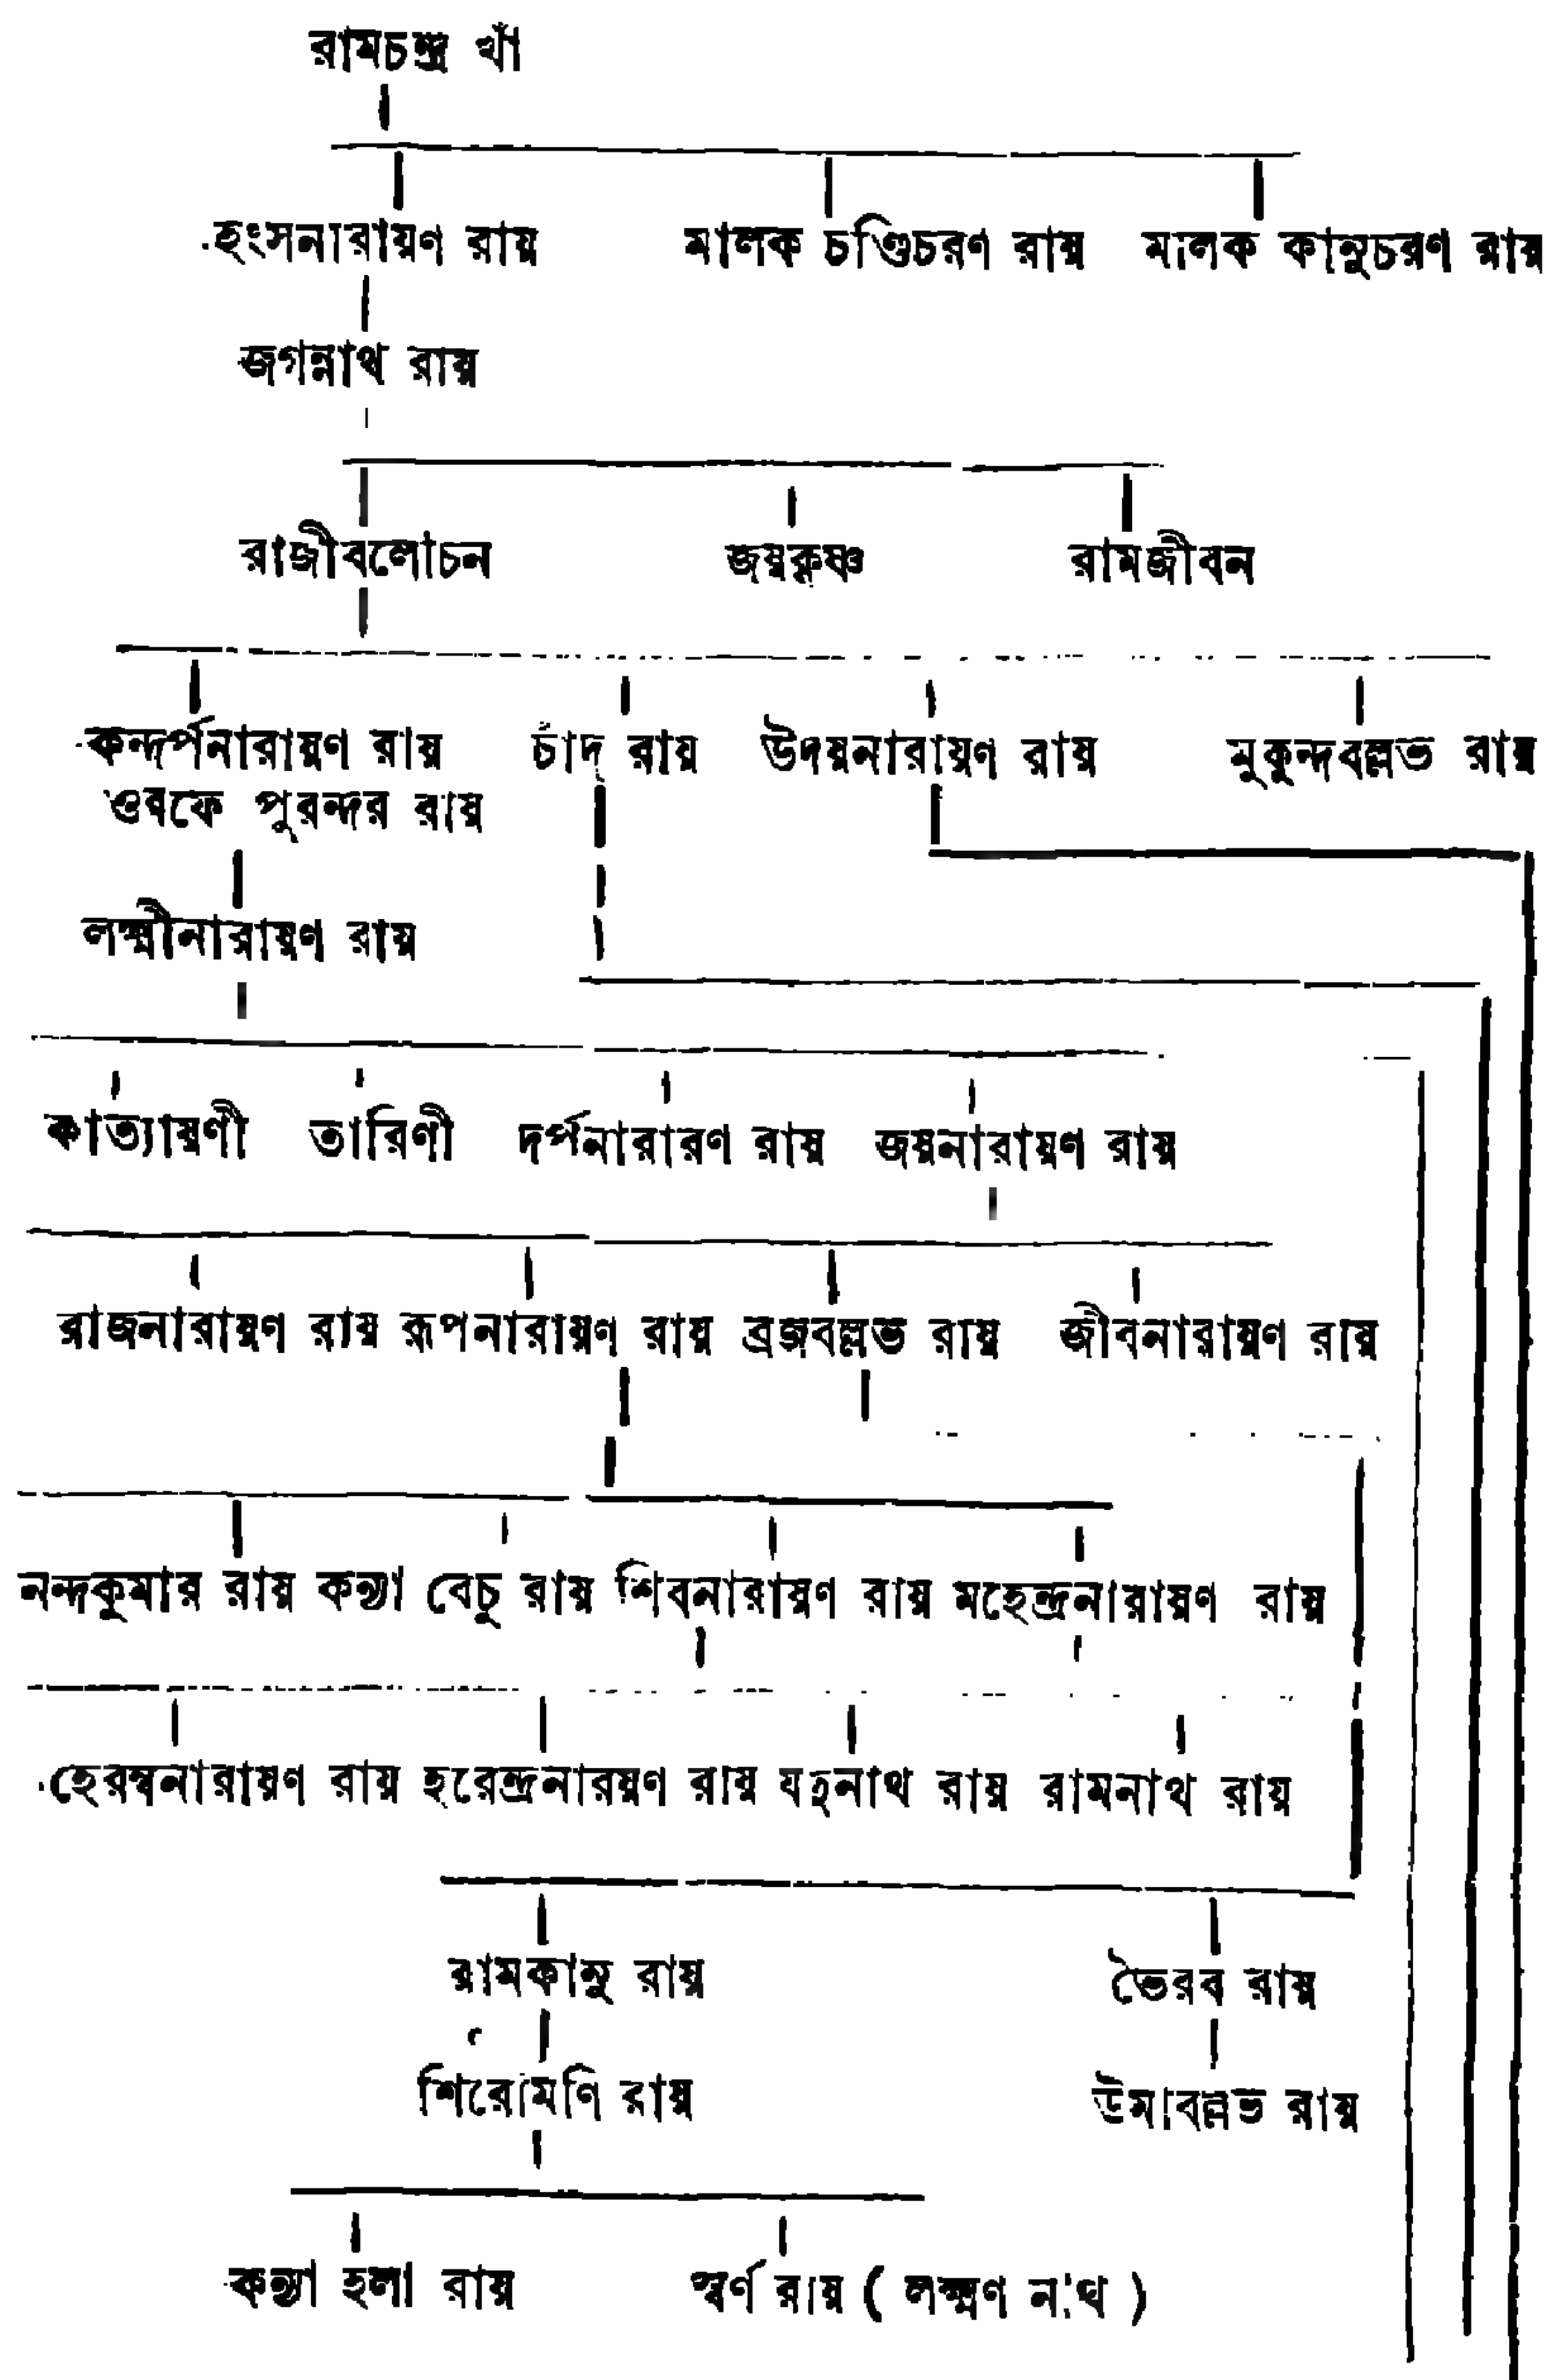 রামচন্দ্র খাঁ
হংসনারায়ণ রায় মালক চণ্ডিচরণ রায় মালক কানুচরণ রায়
জগন্নাথ রায়
রাজীবলোচন জয়কৃষ্ণ রামজীবন
কন্দর্পনারায়ণ রায় চাঁদ রায় উদয়নারায়ণ রায় মুকুন্দবল্লভ রায়
ওরফে পুরন্দর রায়
লক্ষ্মীনারায়ণ রায়
কাত্যায়ণী তারিণী দর্পনারারণ রায় জয়নারায়ণ রায়
রাজনারায়ণ রায় রূপনারায়ণ রায় ব্রজবল্লভ রায় জীবনারায়ণ রায়
নন্দকুমার রায় কন্যা বেচু রায় শিবনারায়ণ রায় মহেন্দ্রনারায়ণ রায়
হেরম্বনারায়ণ রায় হরেন্দ্রনারয়ণ রায় যদুনাথ রায় রামনাথ রায়
রামকানু রায় ভৈরব রায়
শিরোমণি রায় উমাবল্লভ রায়
কন্যা হলা রায় স্বর্ণ রায় ( লক্ষ্মণ নাথ )